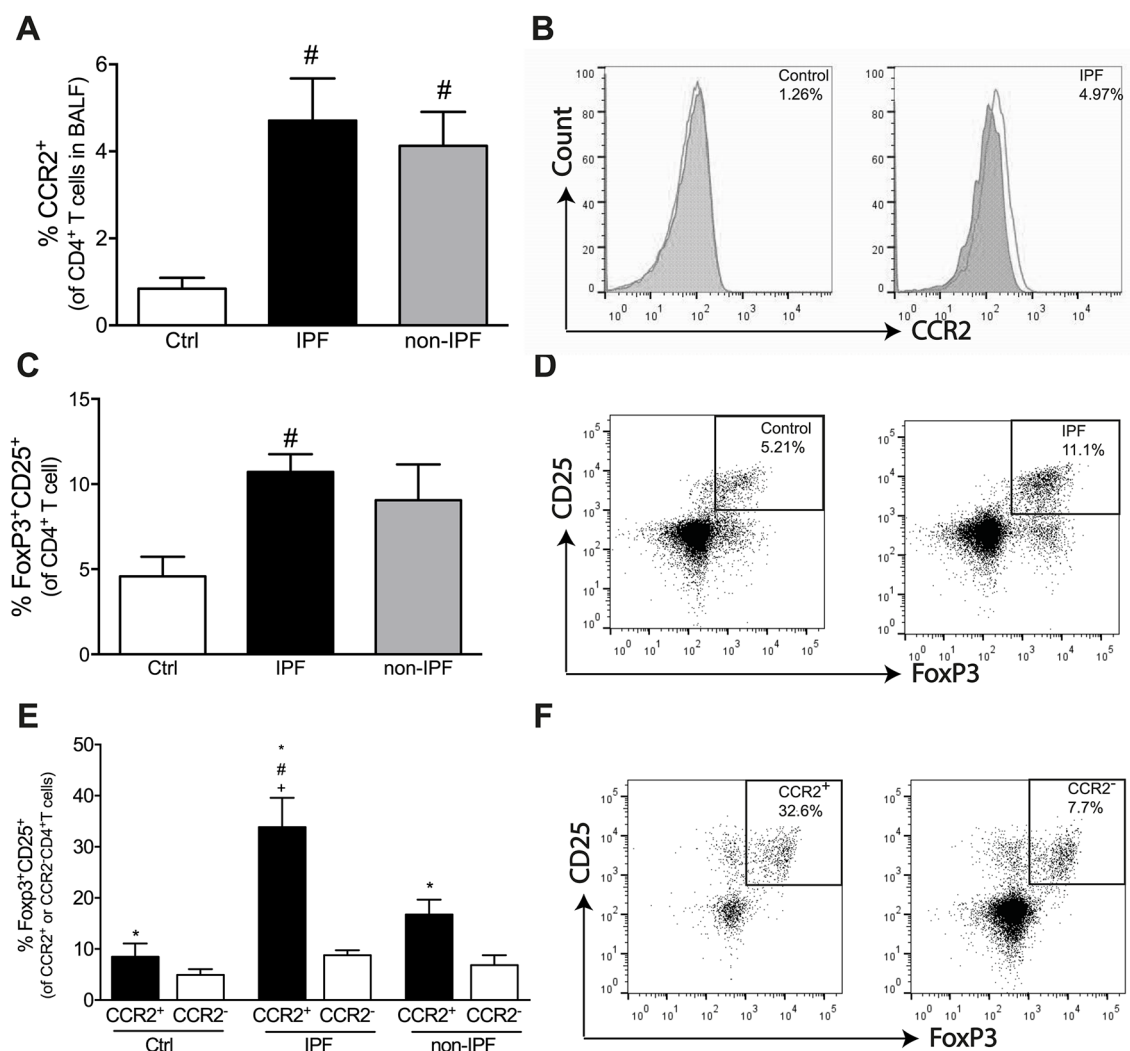 A
% CCR2+
(of CD4+ T cells in BALF)
6
4
2
0
#
#
Ctrl
IPF
non-IPF
B
Count
100
80
60
40
20
0
Control
1.26%
10^0
10^1
10^2
10^3
10^4
100
80
60
40
20
0
IPF
4.97%
10^0
10^1
10^2
10^3
10^4
CCR2
C
% FoxP3+CD25+
(of CD4+ T cell)
15
10
5
0
#
Ctrl
IPF
non-IPF
D
CD25
10^5
10^4
10^3
10^2
10^1
10^0
Control
5.21%
10^0
10^1
10^2
10^3
10^4
10^5
10^5
10^4
10^3
10^2
10^1
10^0
IPF
11.1%
10^0
10^1
10^2
10^3
10^4
10^5
FoxP3
E
% Foxp3+CD25+
(of CCR2+ or CCR2-CD4+T cells)
50
40
30
20
10
0
*
*
#
+
*
CCR2+ CCR2- CCR2+ CCR2- CCR2+ CCR2-
Ctrl
IPF
non-IPF
F
CD25
10^5
10^4
10^3
10^2
10^1
10^0
CCR2+
32.6%
10^0
10^1
10^2
10^3
10^4
10^5
10^5
10^4
10^3
10^2
10^1
10^0
CCR2-
7.7%
10^0
10^1
10^2
10^3
10^4
10^5
FoxP3